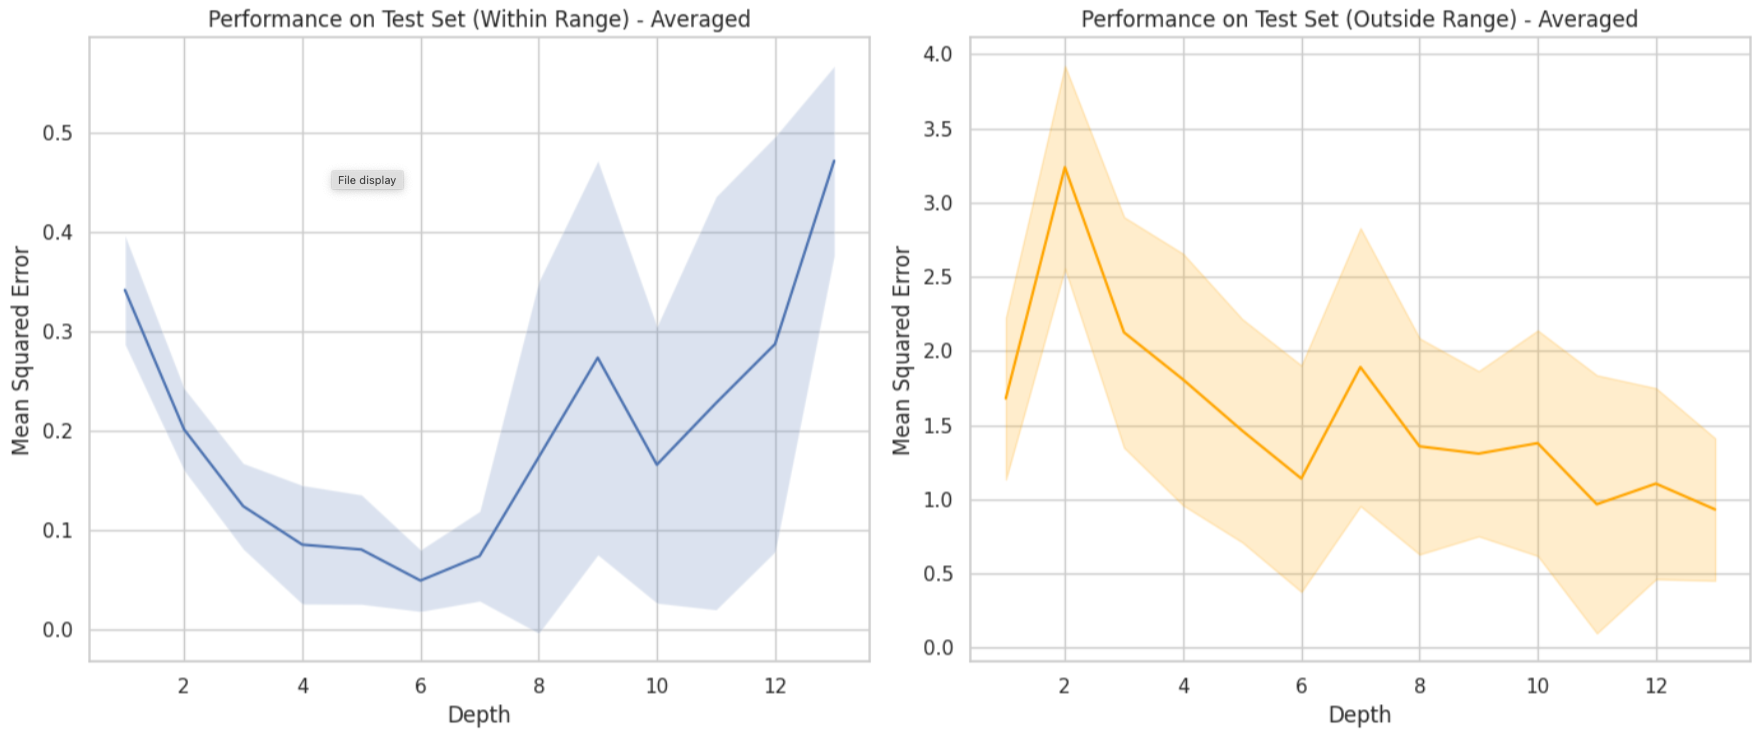 Performance on Test Set (Within Range) - Averaged
Mean Squared Error
0.5
0.4
0.3
0.2
0.1
0.0
File display
2 4 6 8 10 12
Depth
Performance on Test Set (Outside Range) - Averaged
Mean Squared Error
4.0
3.5
3.0
2.5
2.0
1.5
1.0
0.5
0.0
2 4 6 8 10 12
Depth